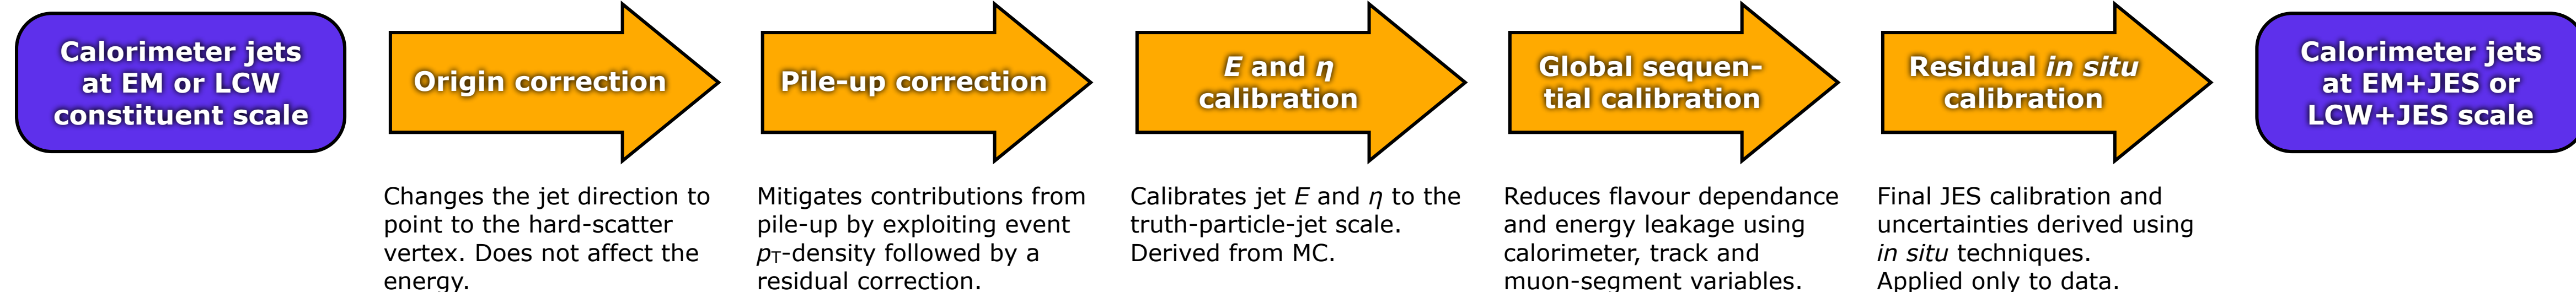 Calorimeter jets
at EM or LCW
constituent scale
Origin correction
Changes the jet direction to
point to the hard-scatter
vertex. Does not affect the
energy.
Pile-up correction
Mitigates contributions from
pile-up by exploiting event
pT-density followed by a
residual correction.
E and η
calibration
Calibrates jet E and η to the
truth-particle-jet scale.
Derived from MC.
Global sequen-
tial calibration
Reduces flavour dependance
and energy leakage using
calorimeter, track and
muon-segment variables.
Residual in situ
calibration
Final JES calibration and
uncertainties derived using
in situ techniques.
Applied only to data.
Calorimeter jets
at EM+JES or
LCW+JES scale